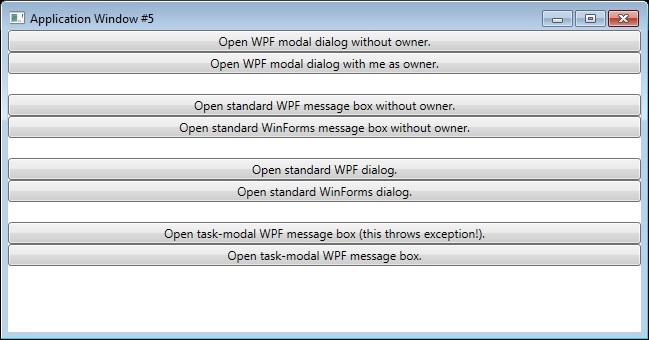 Application Window #5
Open WPF modal dialog without owner.
Open WPF modal dialog with me as owner.
Open standard WPF message box without owner.
Open standard WinForms message box without owner.
Open standard WPF dialog.
Open standard WinForms dialog.
Open task-modal WPF message box (this throws exception!).
Open task-modal WPF message box.